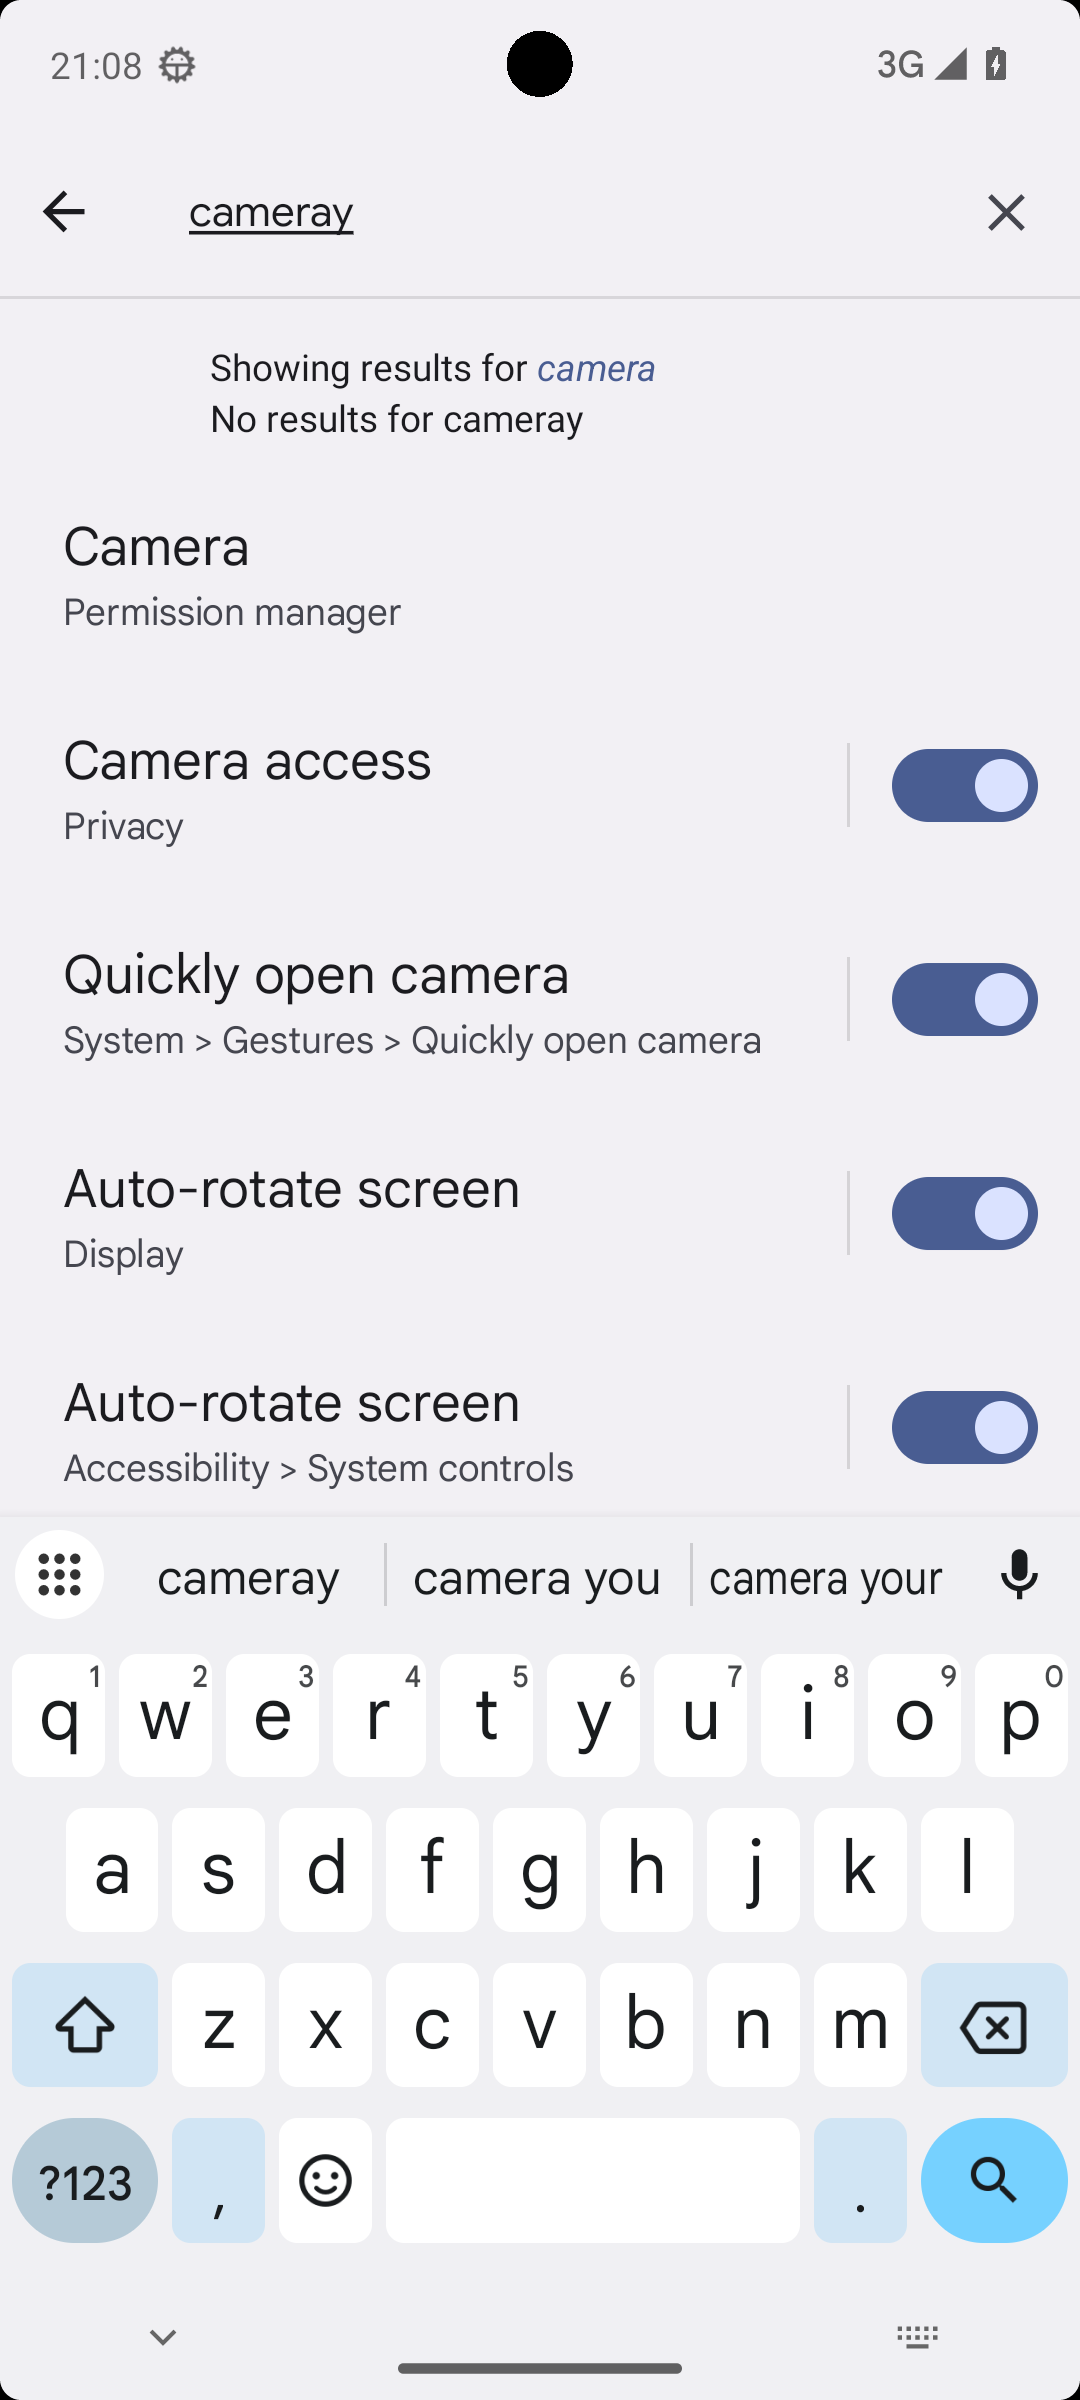 21:08
3G
cameray
Showing results for camera
No results for cameray
Camera
Permission manager
Camera access
Privacy
Quickly open camera
System > Gestures > Quickly open camera
Auto-rotate screen
Display
Auto-rotate screen
Accessibility > System controls
cameray camera you camera your
q1 w2 e3 r4 t5 y6 u7 i8 o9 p0
a s d f g h j k l
z x c v b n m
?123 , .